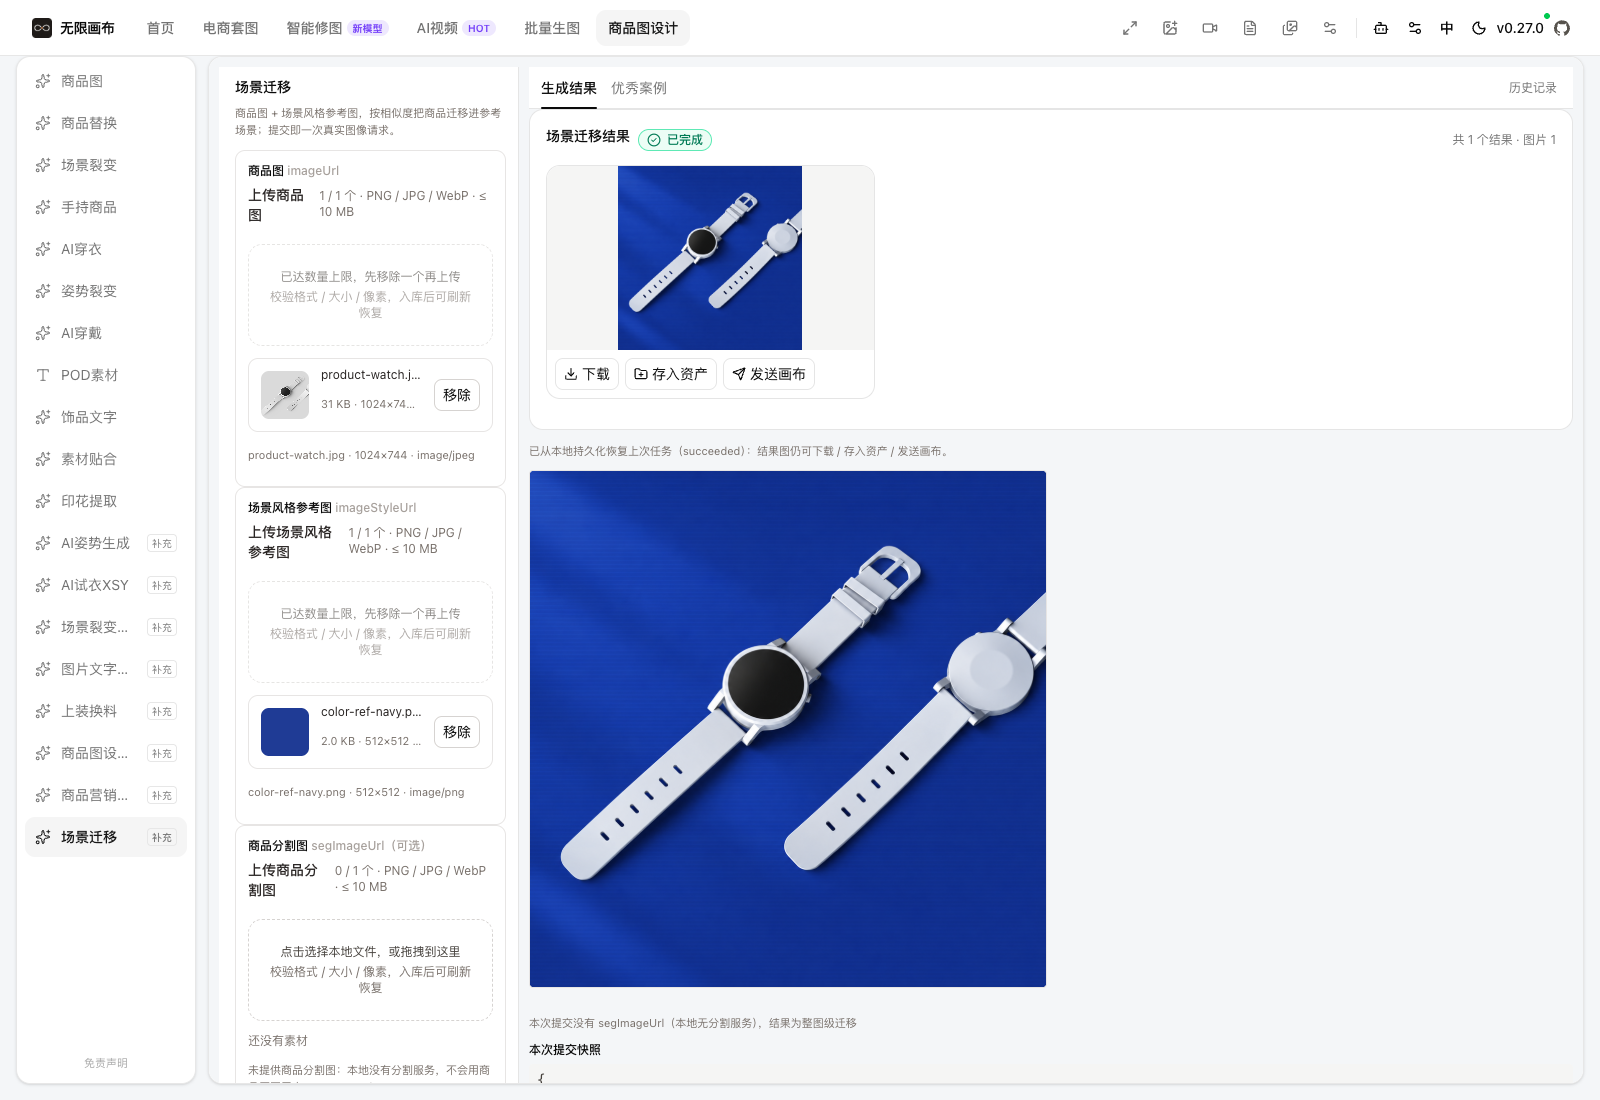 无限画布
首页
电商套图
智能修图 新模型
AI视频 HOT
批量生图
商品图设计
中
v0.27.0
商品图
商品替换
场景裂变
手持商品
AI穿衣
姿势裂变
AI穿戴
POD素材
饰品文字
素材贴合
印花提取
AI姿势生成 补充
AI试衣XSY 补充
场景裂变... 补充
图片文字... 补充
上装换料 补充
商品图设... 补充
商品营销... 补充
场景迁移 补充
免责声明
场景迁移
商品图 + 场景风格参考图，按相似度把商品迁移进参考
场景；提交即一次真实图像请求。
商品图 imageUrl
上传商品
图
1 / 1 个 · PNG / JPG / WebP · ≤
10 MB
已达数量上限，先移除一个再上传
校验格式 / 大小 / 像素，入库后可刷新
恢复
product-watch.j...
31 KB · 1024×74...
移除
product-watch.jpg · 1024×744 · image/jpeg
场景风格参考图 imageStyleUrl
上传场景风格
参考图
1 / 1 个 · PNG / JPG /
WebP · ≤ 10 MB
已达数量上限，先移除一个再上传
校验格式 / 大小 / 像素，入库后可刷新
恢复
color-ref-navy.p...
2.0 KB · 512×512 ...
移除
color-ref-navy.png · 512×512 · image/png
商品分割图 segImageUrl（可选）
上传商品分
割图
0 / 1 个 · PNG / JPG / WebP
· ≤ 10 MB
点击选择本地文件，或拖拽到这里
校验格式 / 大小 / 像素，入库后可刷新
恢复
还没有素材
未提供商品分割图：本地没有分割服务，不会用商
生成结果
优秀案例
历史记录
场景迁移结果
已完成
共 1 个结果 · 图片 1
下载
存入资产
发送画布
已从本地持久化恢复上次任务（succeeded）：结果图仍可下载 / 存入资产 / 发送画布。
本次提交没有 segImageUrl（本地无分割服务），结果为整图级迁移
本次提交快照
{